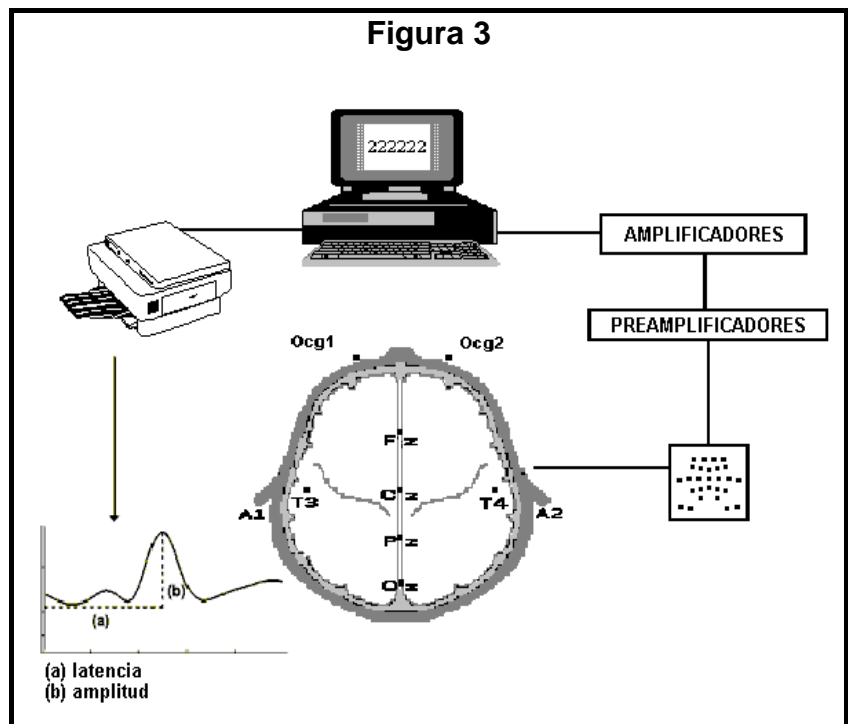 Figura 3
222222
AMPLIFICADORES
PREAMPLIFICADORES
Ocg1 Ocg2
Fz
T3 Cz T4
A1 A2
Pz
Oz
(b)
(a)
(a) latencia
(b) amplitud